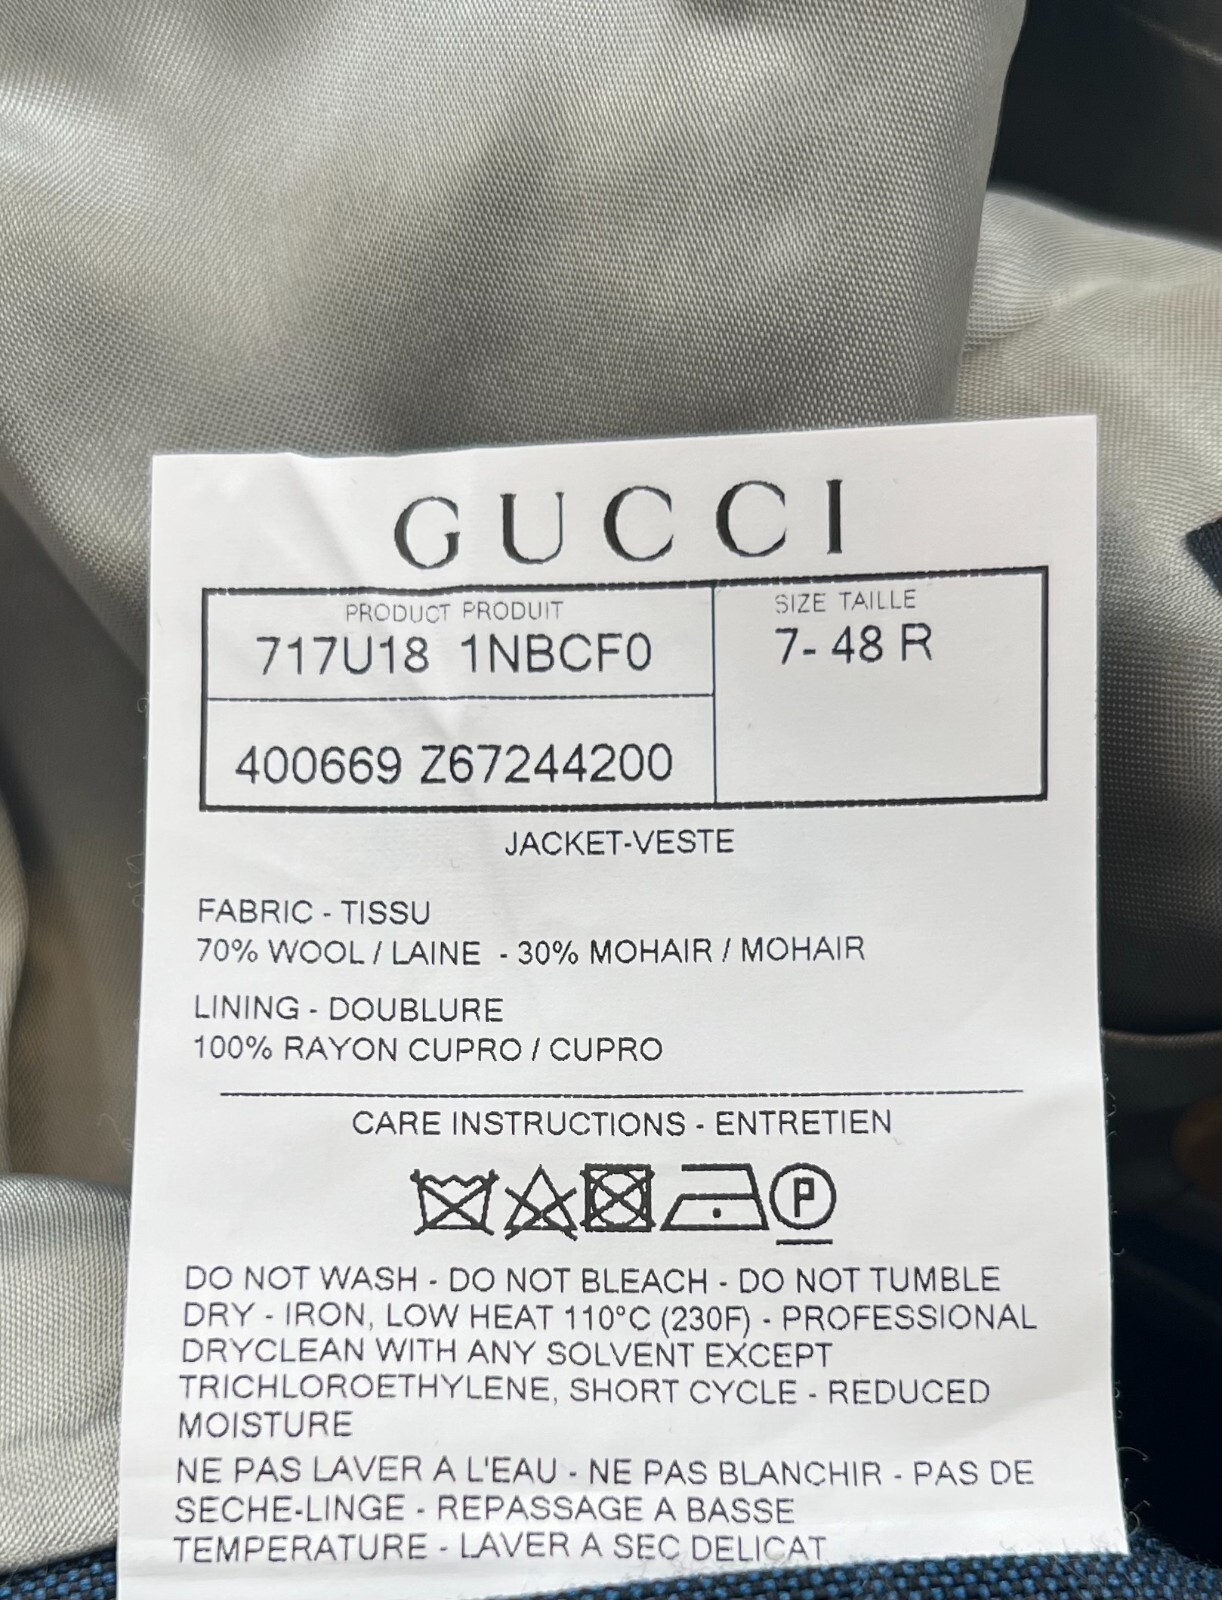 GUCCI
PRODUCT PRODUIT
717U18 1NBCF0
SIZE TAILLE
7- 48 R
400669 Z67244200
JACKET-VESTE
FABRIC - TISSU
70% WOOL / LAINE - 30% MOHAIR / MOHAIR
LINING - DOUBLURE
100% RAYON CUPRO / CUPRO
CARE INSTRUCTIONS - ENTRETIEN
P
DO NOT WASH - DO NOT BLEACH - DO NOT TUMBLE
DRY - IRON, LOW HEAT 110°C (230F) - PROFESSIONAL
DRYCLEAN WITH ANY SOLVENT EXCEPT
TRICHLOROETHYLENE, SHORT CYCLE - REDUCED
MOISTURE
NE PAS LAVER A L'EAU - NE PAS BLANCHIR - PAS DE
SECHE-LINGE - REPASSAGE A BASSE
TEMPERATURE - LAVER A SEC DELICAT